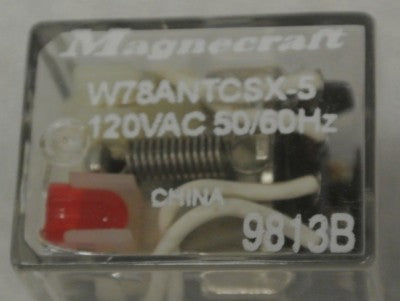 Magnecraft
W78ANTCSX-5
120VAC 50/60Hz
CHINA
9813B